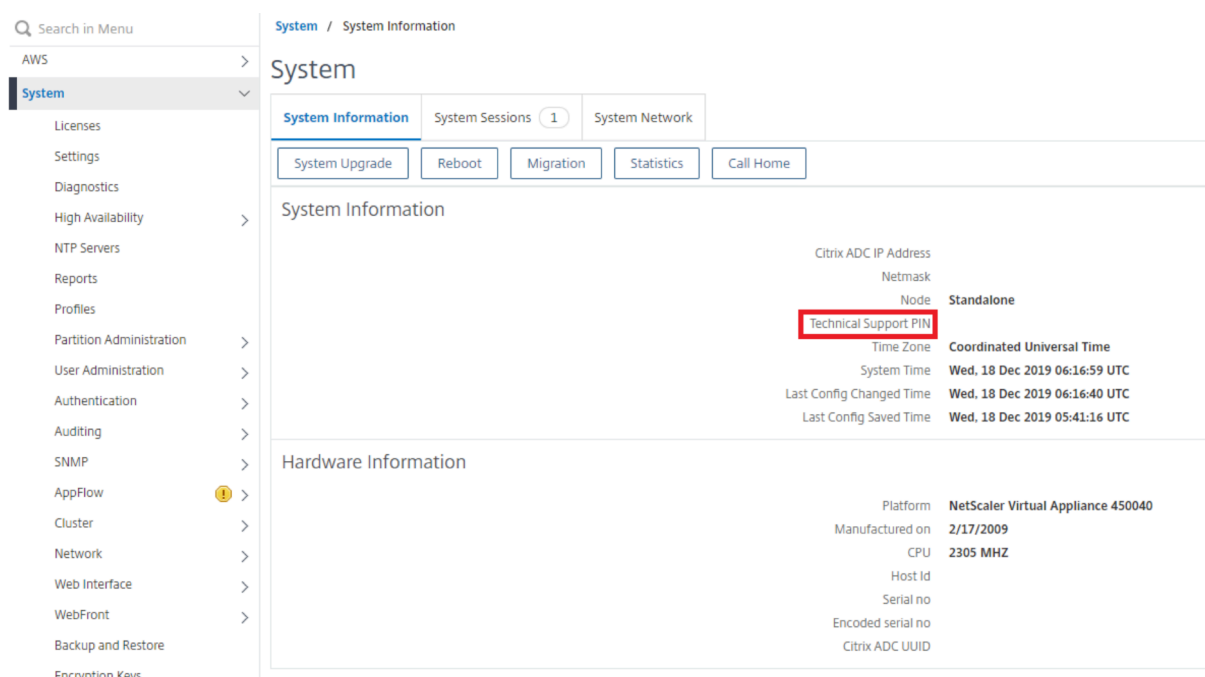 Search in Menu
AWS
System
Licenses
Settings
Diagnostics
High Availability
NTP Servers
Reports
Profiles
Partition Administration
User Administration
Authentication
Auditing
SNMP
AppFlow
Cluster
Network
Web Interface
WebFront
Backup and Restore
Encryption Keys
System / System Information
System
System Information System Sessions 1 System Network
System Upgrade Reboot Migration Statistics Call Home
System Information
Citrix ADC IP Address
Netmask
Node Standalone
Technical Support PIN
Time Zone Coordinated Universal Time
System Time Wed, 18 Dec 2019 06:16:59 UTC
Last Config Changed Time Wed, 18 Dec 2019 06:16:40 UTC
Last Config Saved Time Wed, 18 Dec 2019 05:41:16 UTC
Hardware Information
Platform NetScaler Virtual Appliance 450040
Manufactured on 2/17/2009
CPU 2305 MHZ
Host Id
Serial no
Encoded serial no
Citrix ADC UUID